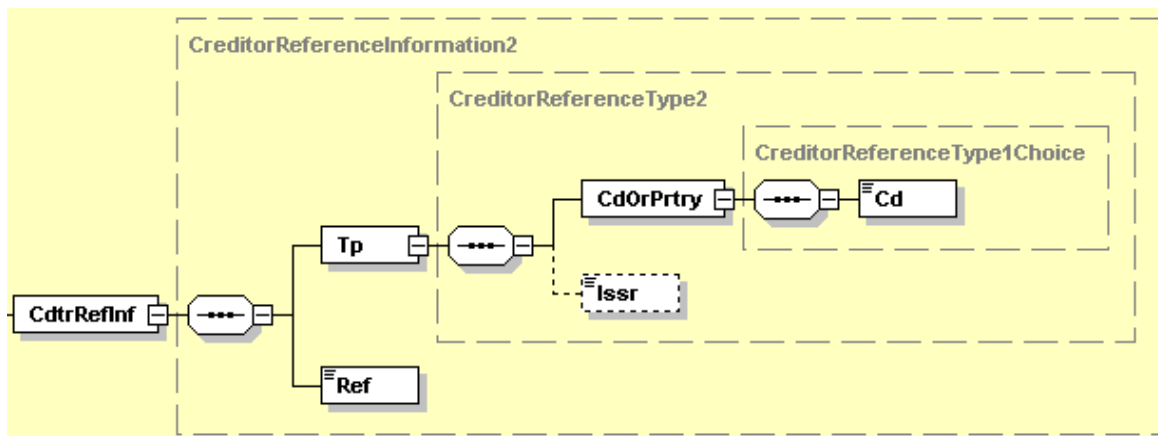 CreditorReferenceInformation2
CreditorReferenceType2
CreditorReferenceType1Choice
CdOrPrtry
Cd
Tp
Issr
CdtrRefInf
Ref